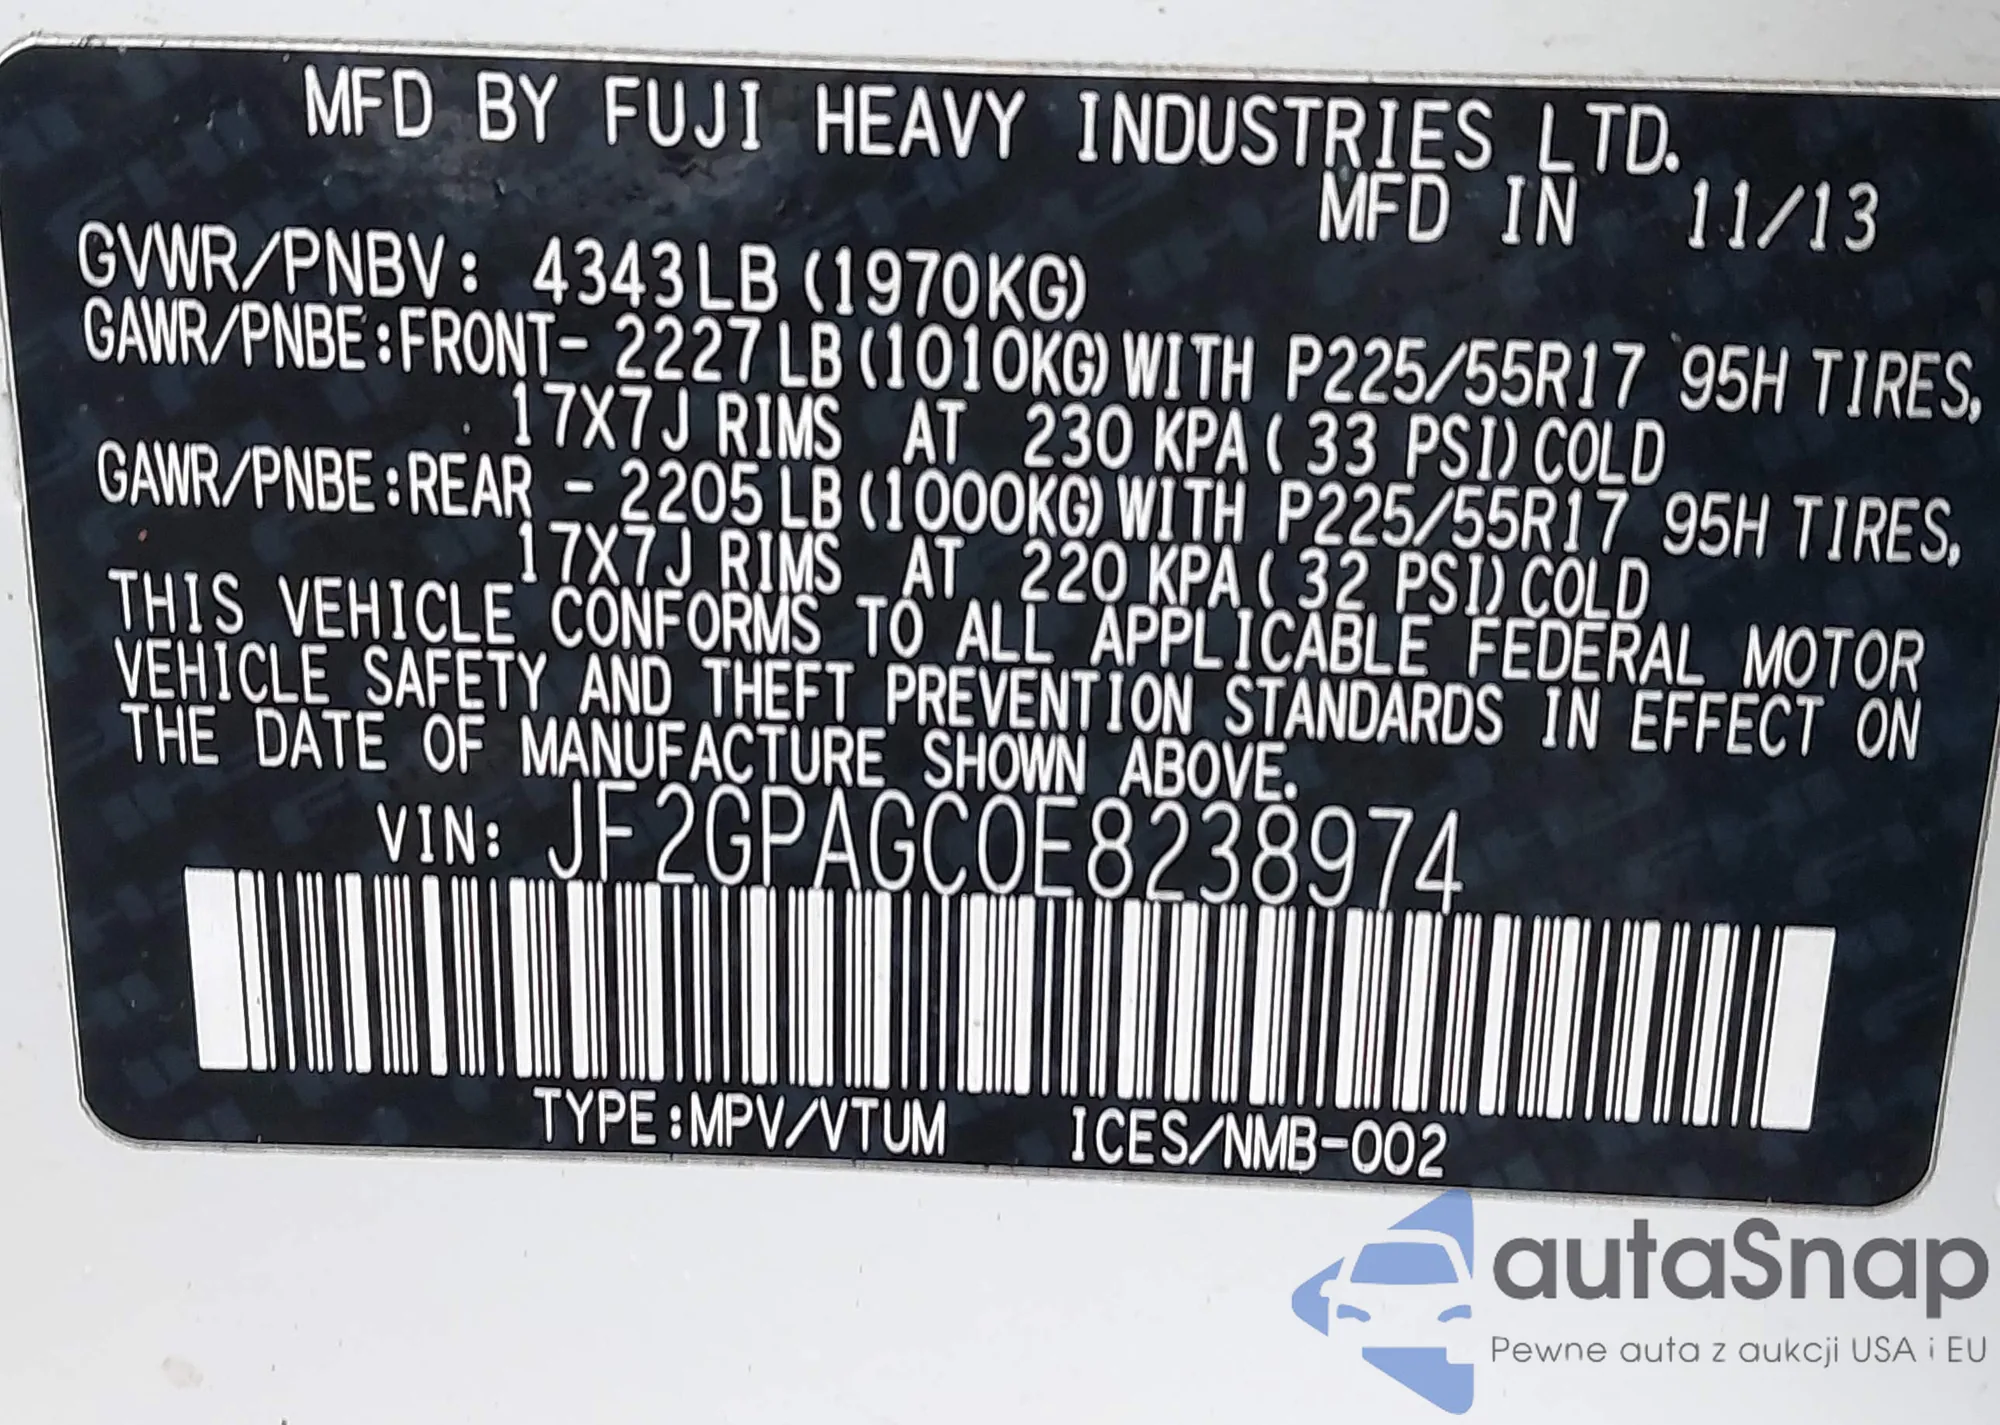 MFD BY FUJI HEAVY INDUSTRIES LTD.
MFD IN 11/13
GVWR/PNBV: 4343LB (1970KG)
GAWR/PNBE:FRONT- 2227LB(1010KG)WITH P225/55R17 95H TIRES,
17X7J RIMS AT 230 KPA( 33 PSI)COLD
GAWR/PNBE:REAR - 2205LB(1000KG)WITH P225/55R17 95H TIRES,
17X7J RIMS AT 220 KPA( 32 PSI)COLD
THIS VEHICLE CONFORMS TO ALL APPLICABLE FEDERAL MOTOR
VEHICLE SAFETY AND THEFT PREVENTION STANDARDS IN EFFECT ON
THE DATE OF MANUFACTURE SHOWN ABOVE.
VIN: JF2GPAGC0E8238974
TYPE:MPV/VTUM ICES/NMB-002
autaSnap
Pewne auta z aukcji USA i EU